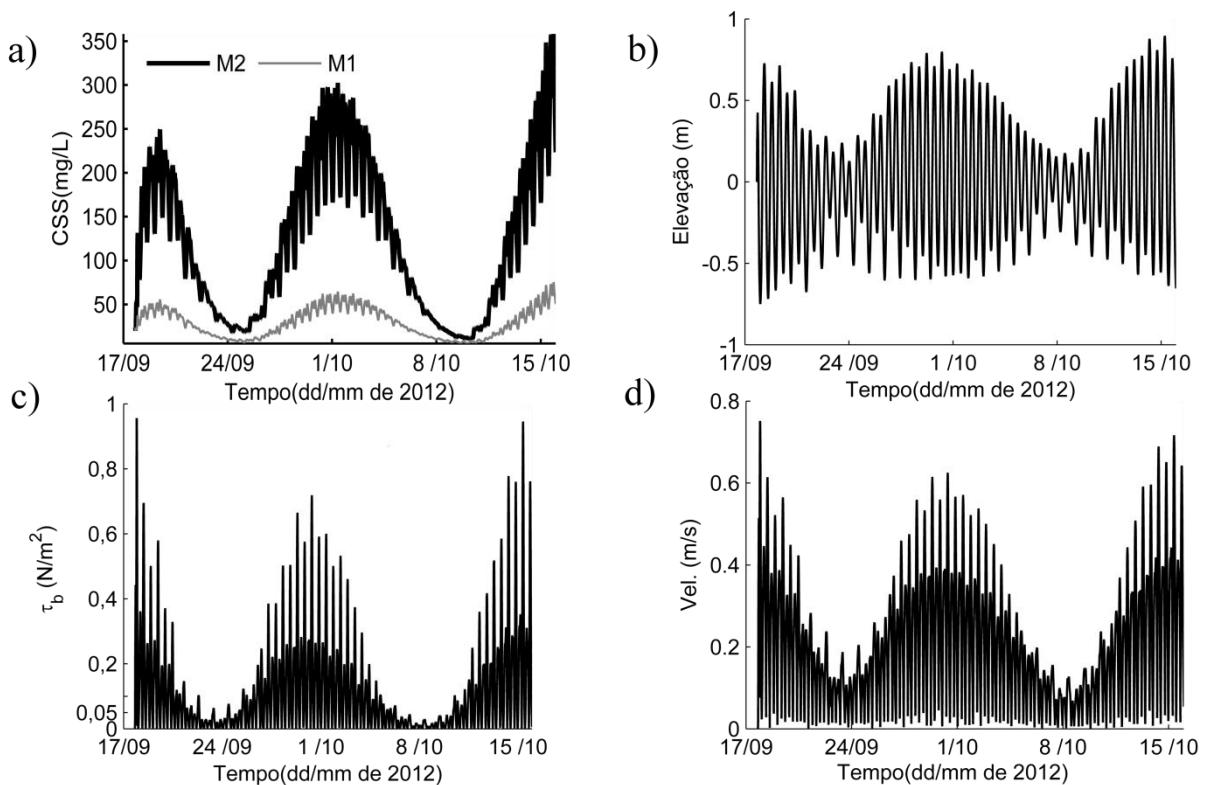 a)
CSS(mg/L)
350
300
250
200
150
100
50
M2 M1
17/09 24/09 1/10 8/10 15/10
Tempo(dd/mm de 2012)
b)
Elevação (m)
1
0.5
0
-0.5
-1
17/09 24/09 1/10 8/10 15/10
Tempo(dd/mm de 2012)
c)
τb (N/m²)
1
0,8
0,6
0,4
0,2
0,05
0
17/09 24 /09 1 /10 8 /10 15 /10
Tempo(dd/mm de 2012)
d)
Vel. (m/s)
0.8
0.6
0.4
0.2
0
17/09 24/09 1/10 8 /10 15 /10
Tempo(dd/mm de 2012)